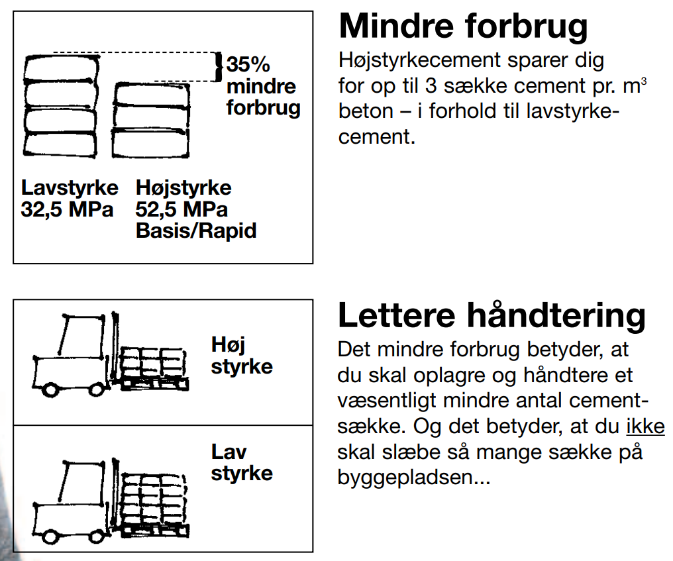 Mindre forbrug
Højstyrkecement sparer dig
for op til 3 sække cement pr. m³
beton – i forhold til lavstyrke-
cement.
35%
mindre
forbrug
Lavstyrke
32,5 MPa
Højstyrke
52,5 MPa
Basis/Rapid
Lettere håndtering
Det mindre forbrug betyder, at
du skal oplagre og håndtere et
væsentligt mindre antal cement-
sække. Og det betyder, at du ikke
skal slæbe så mange sække på
byggepladsen...
Høj
styrke
Lav
styrke